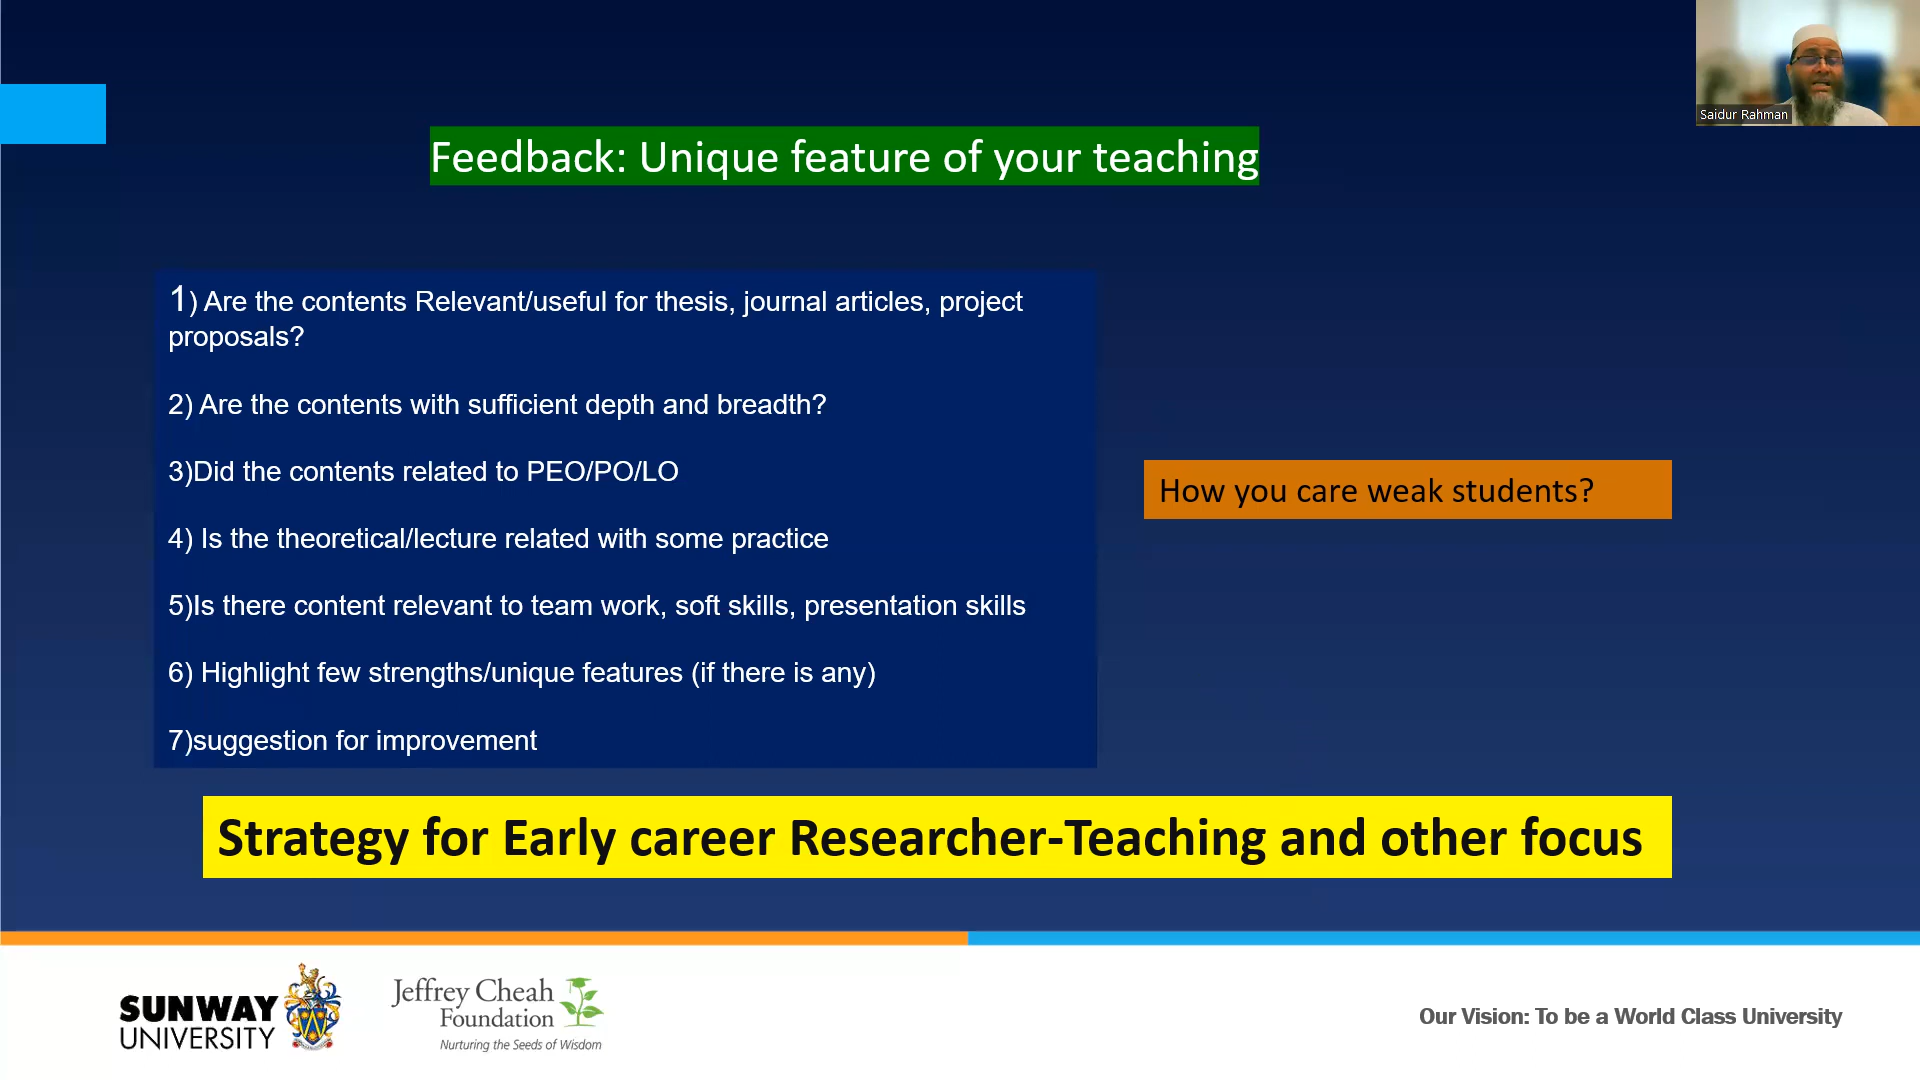 Saidur Rahman
Feedback: Unique feature of your teaching
1) Are the contents Relevant/useful for thesis, journal articles, project
proposals?
2) Are the contents with sufficient depth and breadth?
3)Did the contents related to PEO/PO/LO
4) Is the theoretical/lecture related with some practice
5)Is there content relevant to team work, soft skills, presentation skills
6) Highlight few strengths/unique features (if there is any)
7)suggestion for improvement
How you care weak students?
Strategy for Early career Researcher-Teaching and other focus
SUNWAY
UNIVERSITY
Jeffrey Cheah
Foundation
Nurturing the Seeds of Wisdom
Our Vision: To be a World Class University